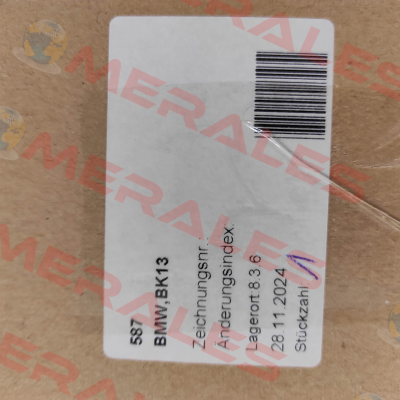 587
BMW, BK13
Zeichnungsnr.:
Änderungsindex:
Lagerort:8.3.6
28.11.2024
Stückzahl 1
MERALES
MERALES
MERALES